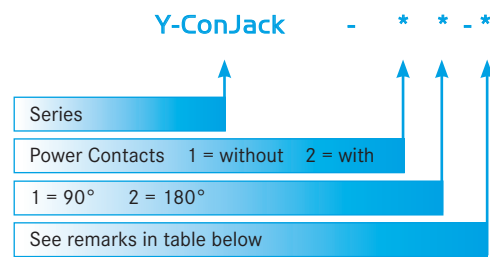 Y-ConJack - * * - *
Series
Power Contacts 1 = without 2 = with
1 = 90° 2 = 180°
See remarks in table below